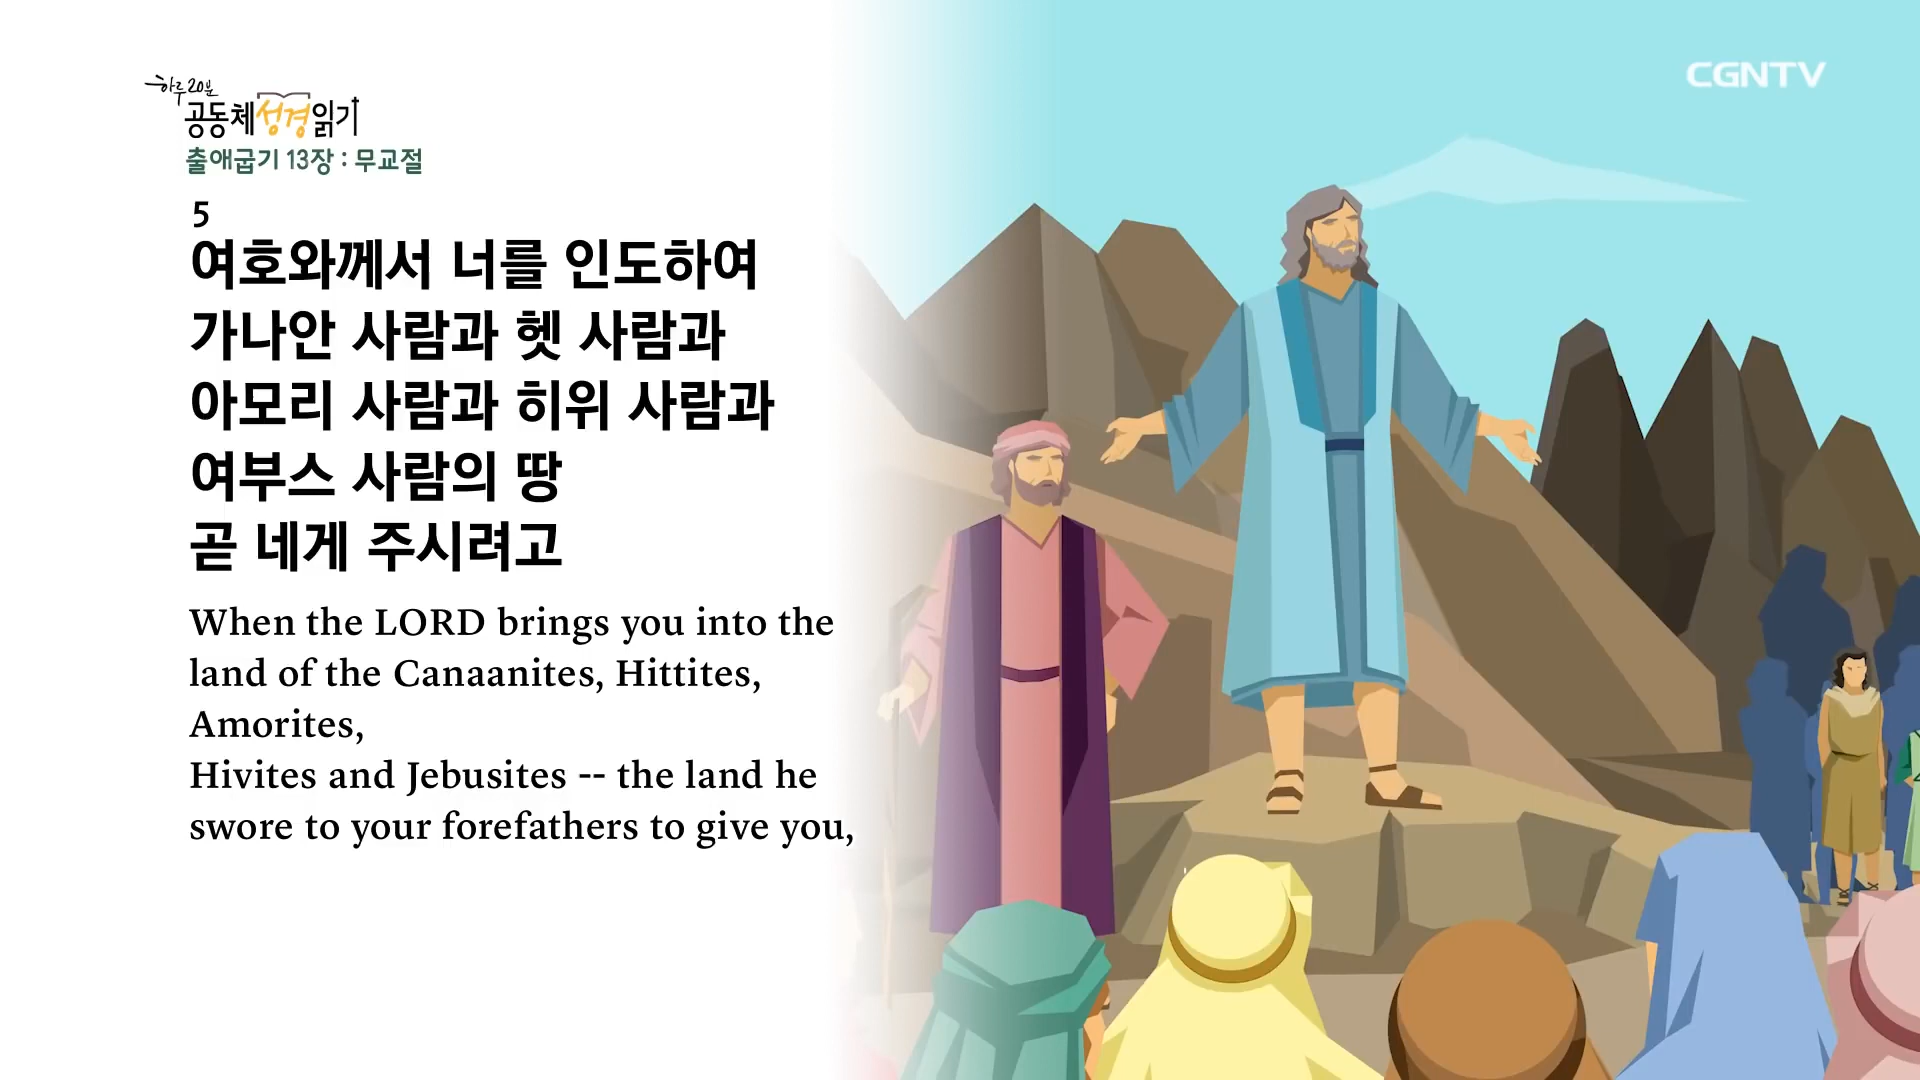 하루 20분
공동체성경읽기
출애굽기 13장 : 무교절
CGNTV
5
여호와께서 너를 인도하여
가나안 사람과 헷 사람과
아모리 사람과 히위 사람과
여부스 사람의 땅
곧 네게 주시려고
When the LORD brings you into the
land of the Canaanites, Hittites,
Amorites,
Hivites and Jebusites -- the land he
swore to your forefathers to give you,